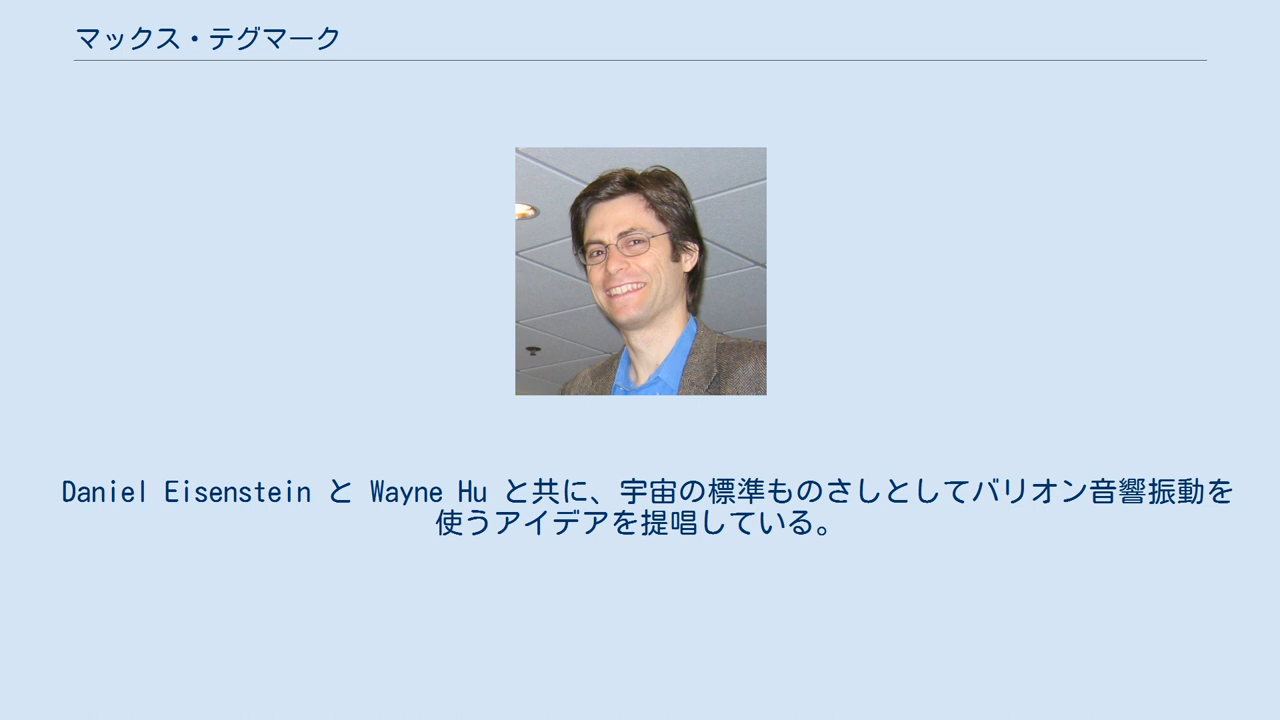 マックス・テグマーク
Daniel Eisenstein と Wayne Hu と共に、宇宙の標準ものさしとしてバリオン音響振動を
使うアイデアを提唱している。